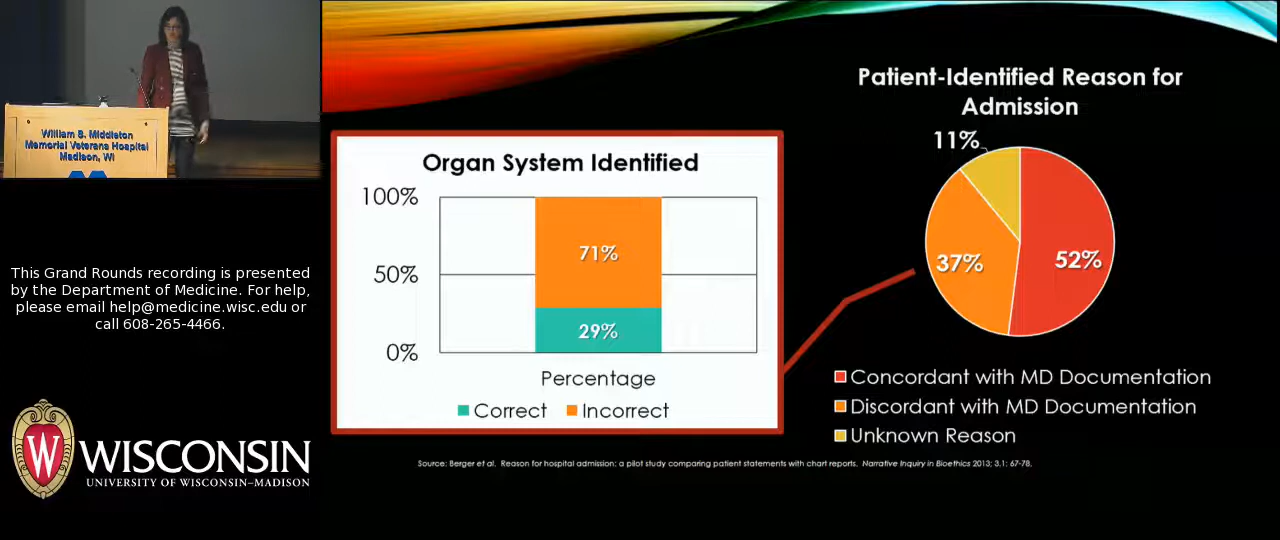 William S. Middleton
Memorial Veterans Hospital
Madison, WI
This Grand Rounds recording is presented
by the Department of Medicine. For help,
please email help@medicine.wisc.edu or
call 608-265-4466.
W
WISCONSIN
UNIVERSITY OF WISCONSIN–MADISON
Organ System Identified
100%
71%
50%
29%
0%
Percentage
Correct Incorrect
Patient-Identified Reason for
Admission
11%
37% 52%
Concordant with MD Documentation
Discordant with MD Documentation
Unknown Reason
Source: Berger et al. Reason for hospital admission: a pilot study comparing patient statements with chart reports. Narrative Inquiry in Bioethics 2013; 3.1: 67-78.